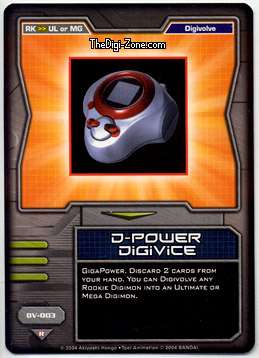 RK >> UL or MG
Digivolve
TheDigi-Zone.com
D-Power
Digivice
GigaPower. Discard 2 cards from
your hand. You can Digivolve any
Rookie Digimon into an Ultimate or
Mega Digimon.
DV-003
R
© 2004 Akiyoshi Hongo • Toei Animation © 2004 BANDAI